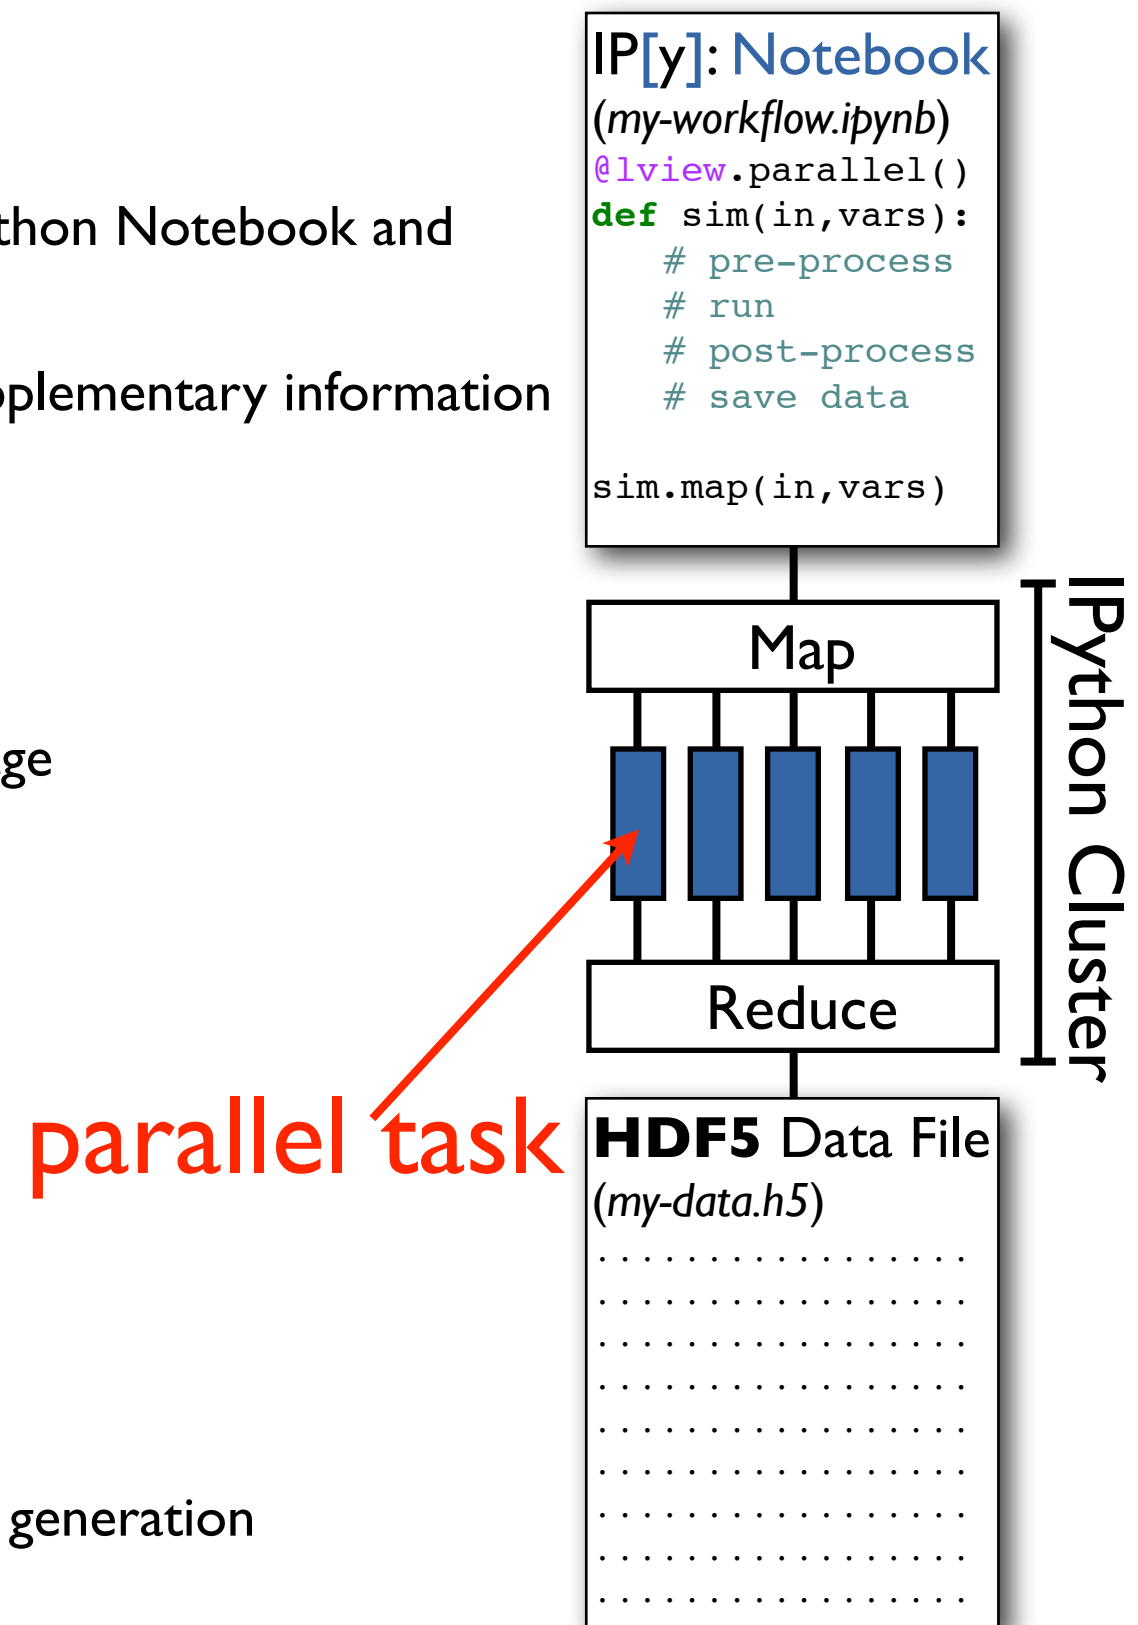 IP[y]: Notebook
(my-workflow.ipynb)
@lview.parallel()
def sim(in,vars):
# pre-process
# run
# post-process
# save data
sim.map(in,vars)
thon Notebook and
plementary information
ge
generation
Map
IPython Cluster
Reduce
parallel task
HDF5 Data File
(my-data.h5)